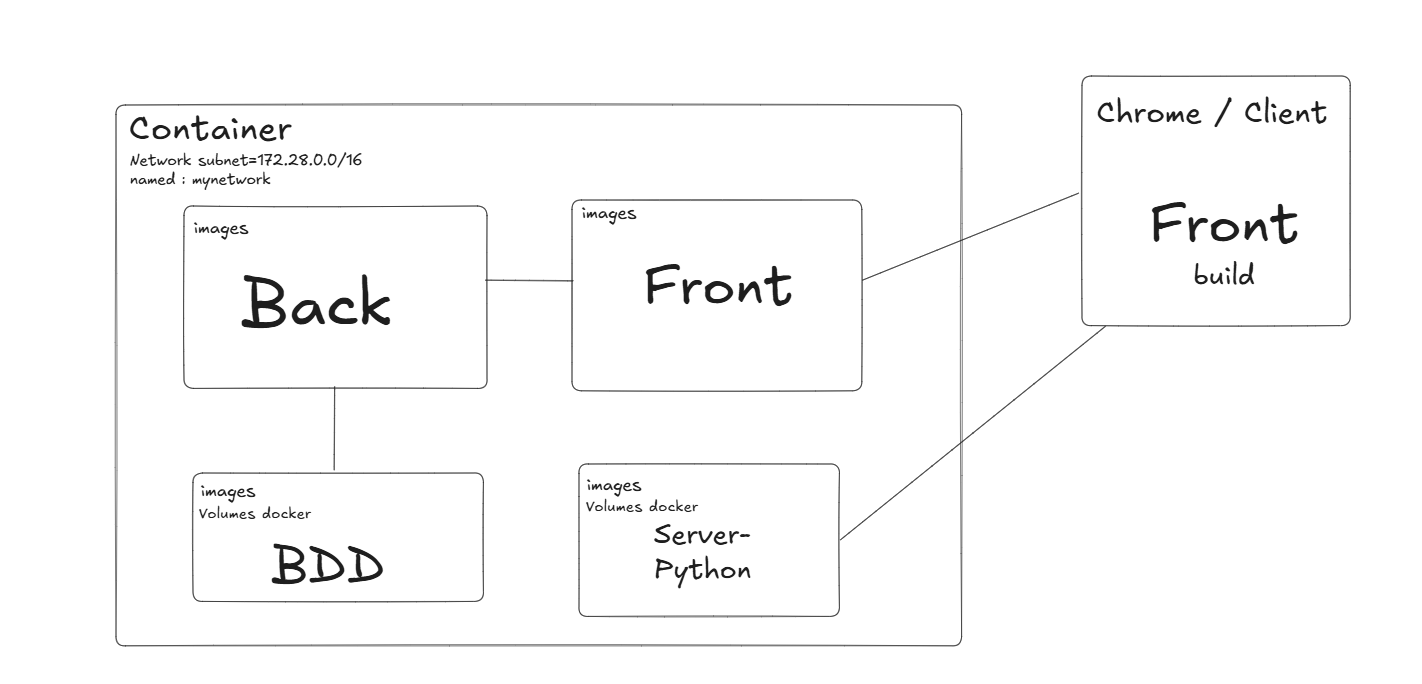 Container
Network subnet=172.28.0.0/16
named : mynetwork
images
Back
images
Front
images
Volumes docker
BDD
images
Volumes docker
Server-
Python
Chrome / Client
Front
build